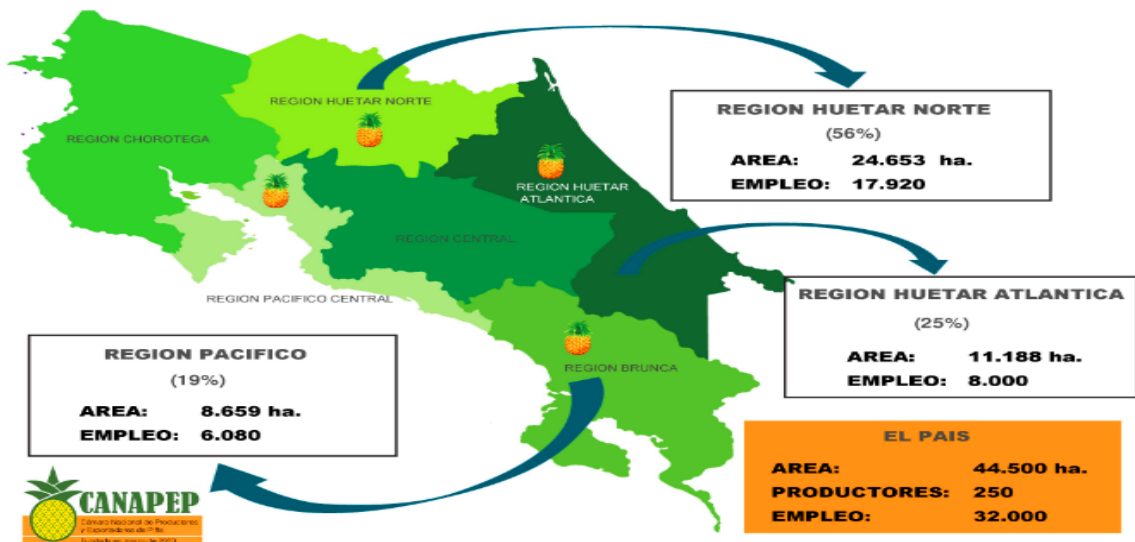 REGION HUETAR NORTE
REGION CHOROTEGA
REGION HUETAR
ATLANTICA
REGION CENTRAL
REGION PACIFICO CENTRAL
REGION BRUNCA
REGION HUETAR NORTE
(56%)
AREA: 24.653 ha.
EMPLEO: 17.920
REGION HUETAR ATLANTICA
(25%)
AREA: 11.188 ha.
EMPLEO: 8.000
REGION PACIFICO
(19%)
AREA: 8.659 ha.
EMPLEO: 6.080
EL PAIS
AREA: 44.500 ha.
PRODUCTORES: 250
EMPLEO: 32.000
CANAPEP
Cámara Nacional de Productores
y Exportadores de Piña